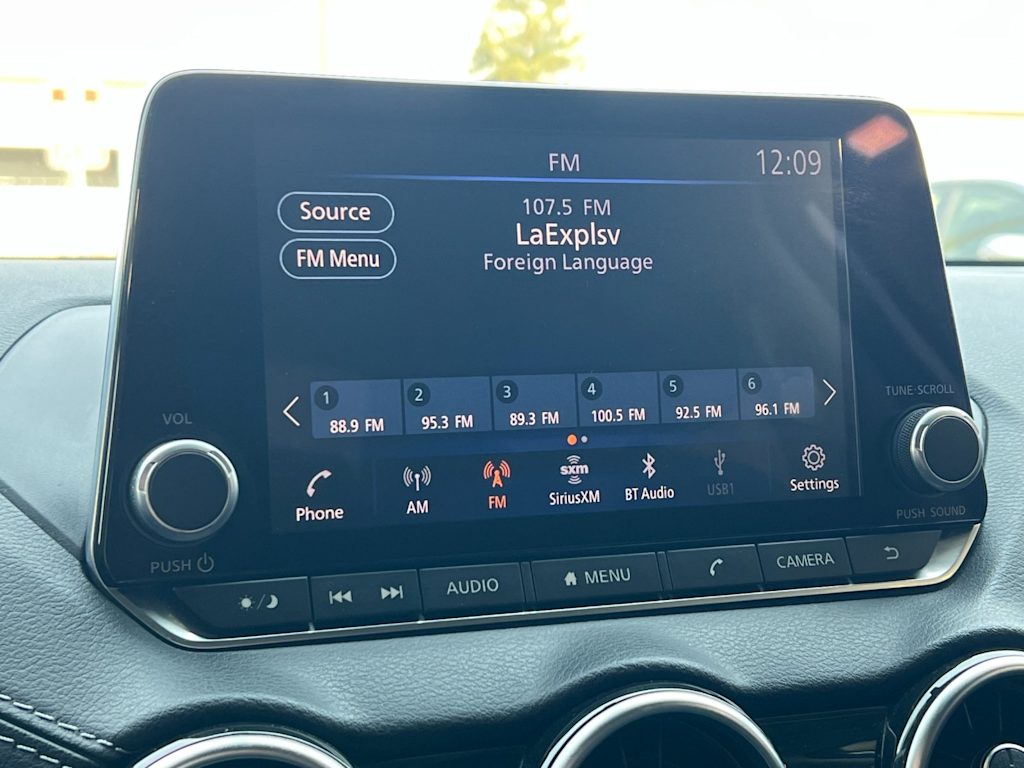 FM 12:09
Source
107.5 FM
LaExplsv
FM Menu
Foreign Language
1 2 3 4 5 6
88.9 FM 95.3 FM 89.3 FM 100.5 FM 92.5 FM 96.1 FM
TUNE·SCROLL
VOL
sxm
Phone AM FM SiriusXM BT Audio USB1 Settings
PUSH SOUND
PUSH
AUDIO MENU CAMERA